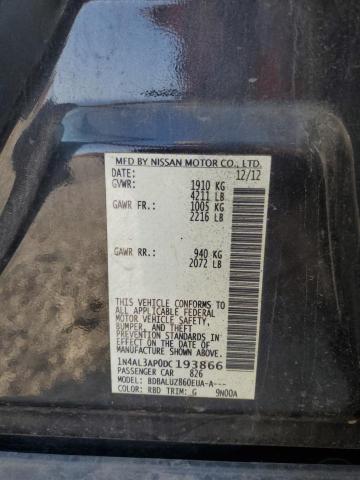 MFD BY NISSAN MOTOR CO., LTD.
DATE: 12/12
GVWR: 1910 KG
4211 LB
GAWR FR.: 1005 KG
2216 LB
GAWR RR.: 940 KG
2072 LB
THIS VEHICLE CONFORMS TO
ALL APPLICABLE FEDERAL
MOTOR VEHICLE SAFETY,
BUMPER, AND THEFT
PREVENTION STANDARDS IN
EFFECT ON THE DATE OF
MANUFACTURE SHOWN ABOVE.
1N4AL3AP0DC193866
PASSENGER CAR 826
MODEL: BDBALUZB60EUA-A---
COLOR: RBD TRIM: G 9N00A